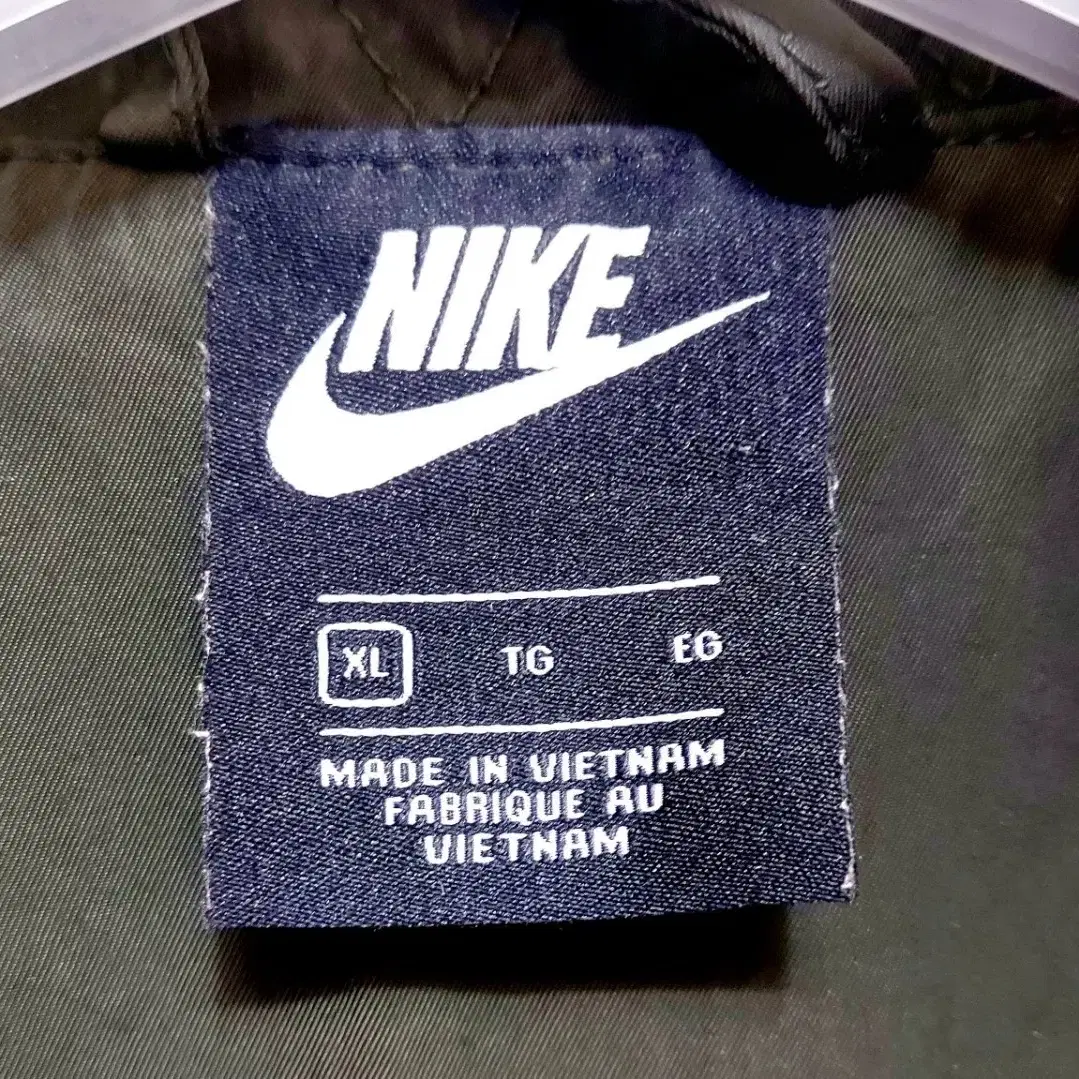 NIKE
XL TG EG
MADE IN VIETNAM
FABRIQUE AU
VIETNAM